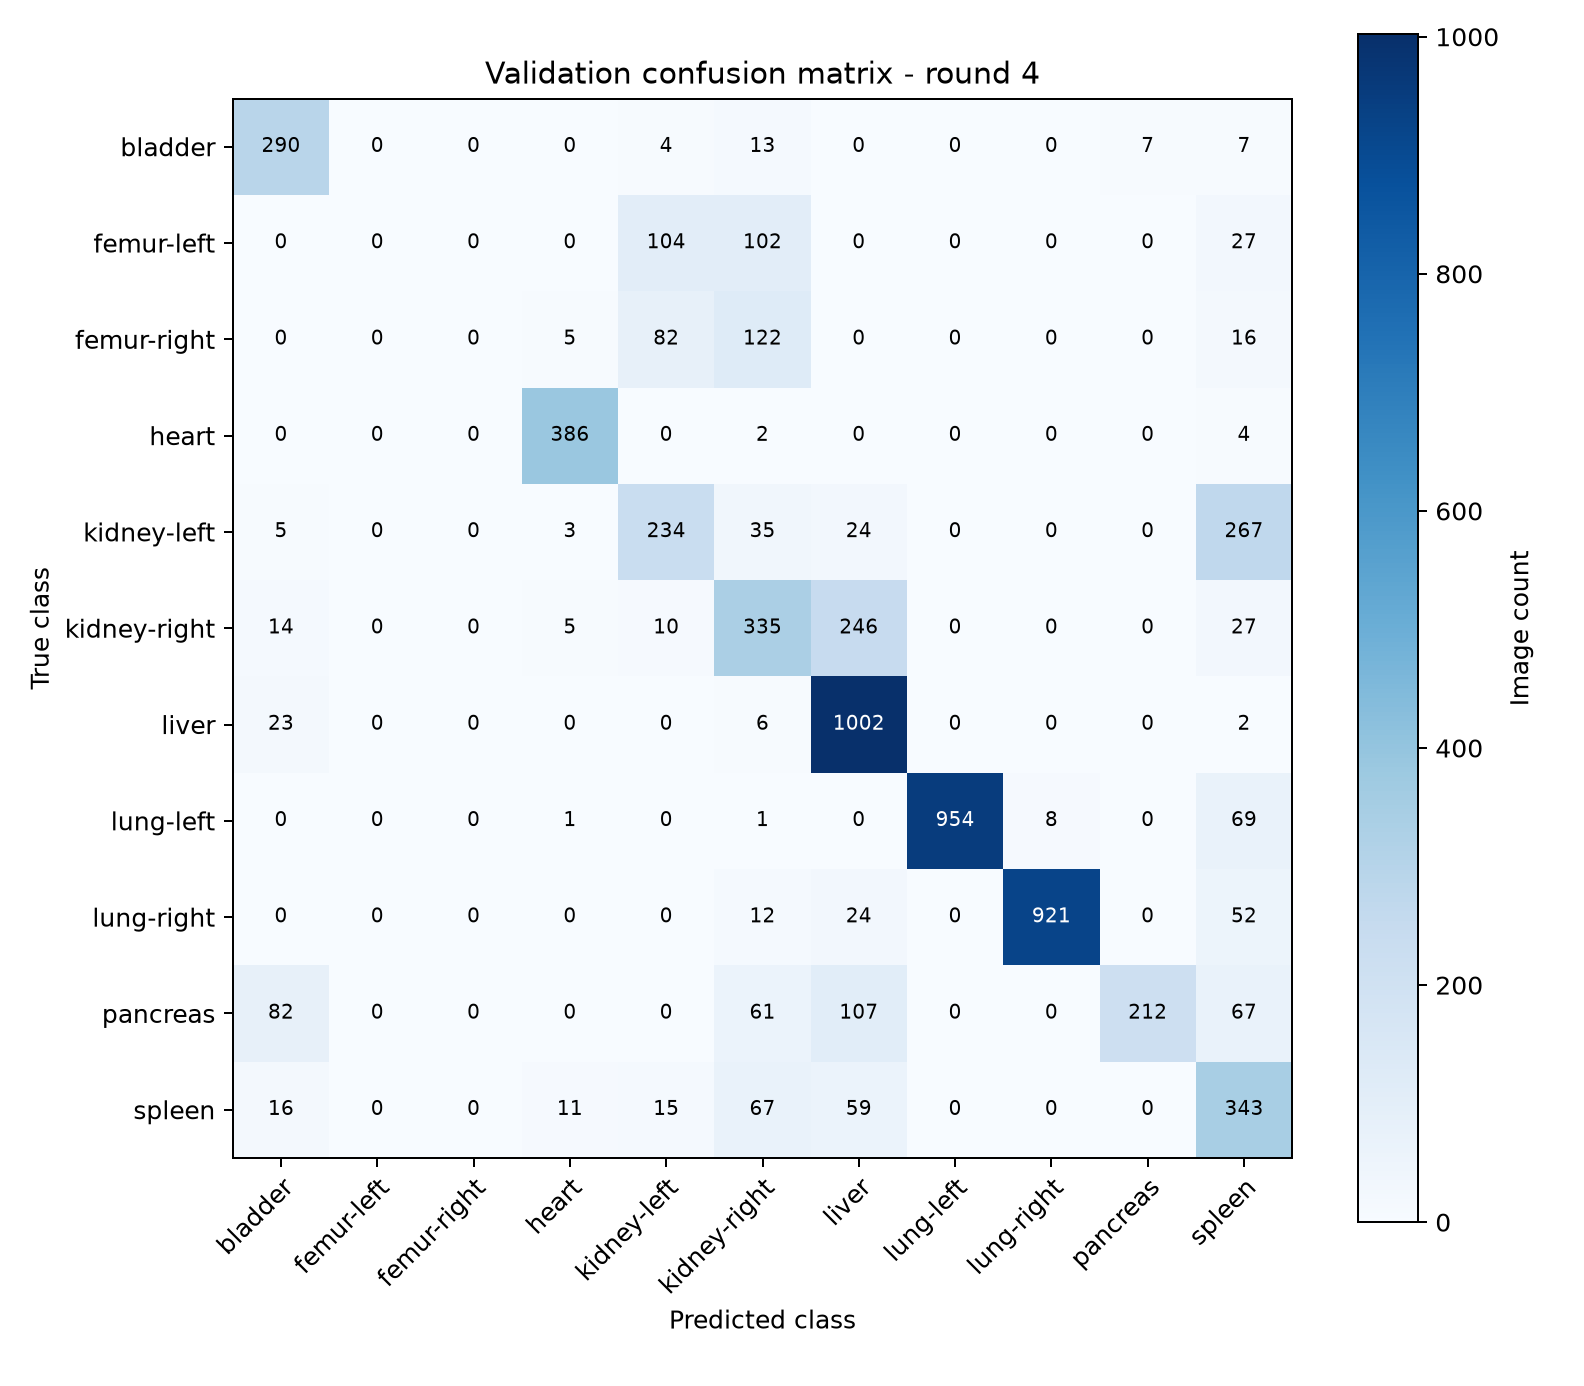 Validation confusion matrix - round 4
bladder 290 0 0 0 4 13 0 0 0 7 7
femur-left 0 0 0 0 104 102 0 0 0 0 27
femur-right 0 0 0 5 82 122 0 0 0 0 16
heart 0 0 0 386 0 2 0 0 0 0 4
kidney-left 5 0 0 3 234 35 24 0 0 0 267
kidney-right 14 0 0 5 10 335 246 0 0 0 27
liver 23 0 0 0 0 6 1002 0 0 0 2
lung-left 0 0 0 1 0 1 0 954 8 0 69
lung-right 0 0 0 0 0 12 24 0 921 0 52
pancreas 82 0 0 0 0 61 107 0 0 212 67
spleen 16 0 0 11 15 67 59 0 0 0 343
bladder femur-left femur-right heart kidney-left kidney-right liver lung-left lung-right pancreas spleen
Predicted class
True class
1000
800
600
400
200
0
Image count